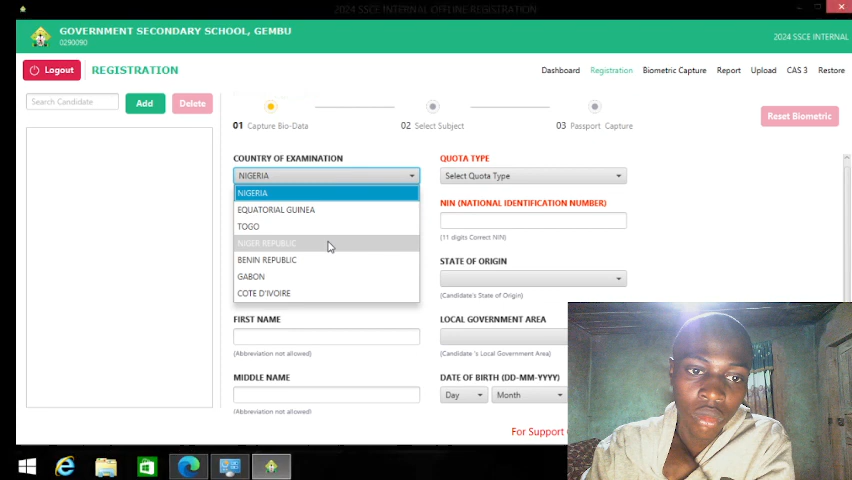 2024 SSCE INTERNAL OFFLINE REGISTRATION
GOVERNMENT SECONDARY SCHOOL, GEMBU
0290090
2024 SSCE INTERNAL
Logout
REGISTRATION
Dashboard
Registration
Biometric Capture
Report
Upload
CAS 3
Restore
Search Candidate
Add
Delete
01 Capture Bio-Data
02 Select Subject
03 Passport Capture
Reset Biometric
COUNTRY OF EXAMINATION
NIGERIA
NIGERIA
EQUATORIAL GUINEA
TOGO
NIGER REPUBLIC
BENIN REPUBLIC
GABON
COTE D'IVOIRE
QUOTA TYPE
Select Quota Type
NIN (NATIONAL IDENTIFICATION NUMBER)
(11 digits Correct NIN)
STATE OF ORIGIN
(Candidate's State of Origin)
FIRST NAME
(Abbreviation not allowed)
LOCAL GOVERNMENT AREA
(Candidate 's Local Government Area)
MIDDLE NAME
(Abbreviation not allowed)
DATE OF BIRTH (DD-MM-YYYY)
Day
Month
For Support